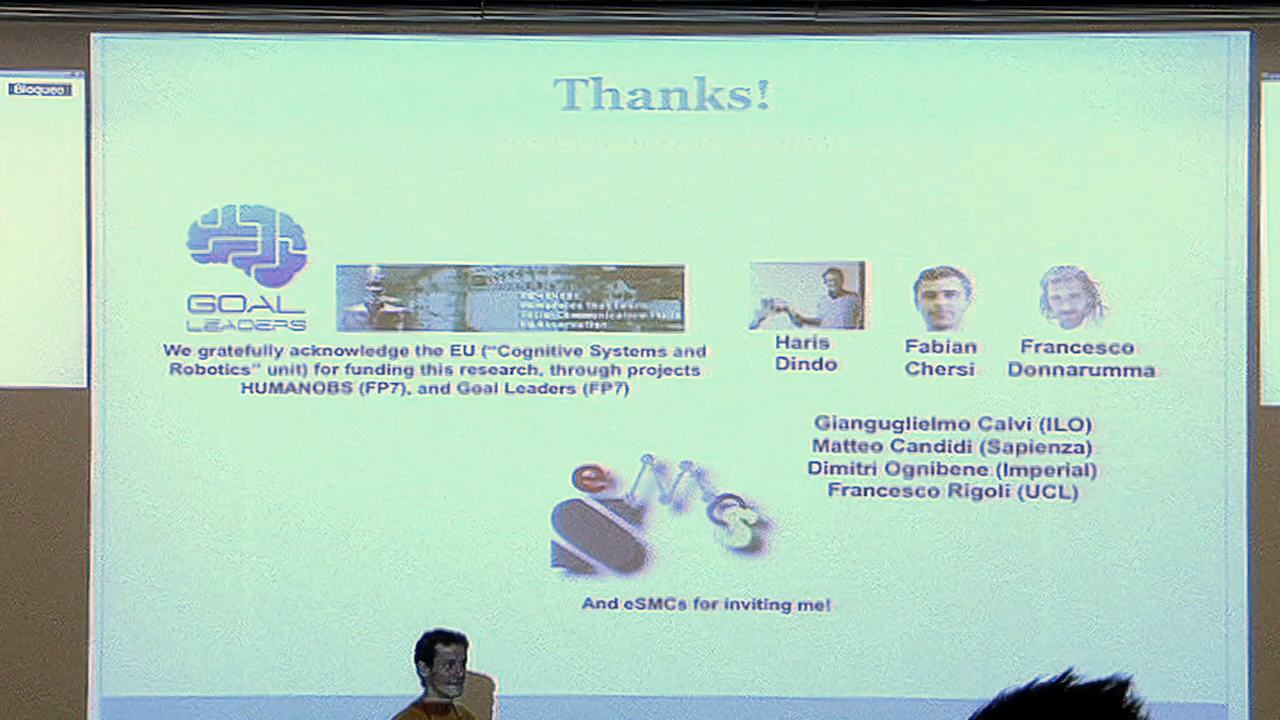 Bloqueo
Thanks!
GOAL
LEADERS
We gratefully acknowledge the EU ("Cognitive Systems and
Robotics" unit) for funding this research, through projects
HUMANOBS (FP7), and Goal Leaders (FP7)
Haris
Dindo
Fabian
Chersi
Francesco
Donnarumma
Gianguglielmo Calvi (ILO)
Matteo Candidi (Sapienza)
Dimitri Ognibene (Imperial)
Francesco Rigoli (UCL)
eSMCs
And eSMCs for inviting me!